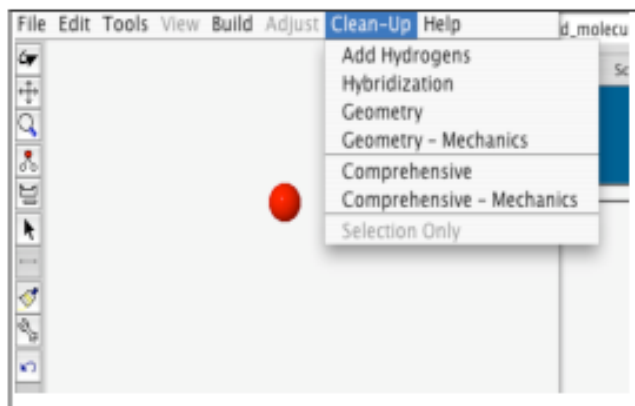 File Edit Tools View Build Adjust Clean-Up Help
d_molecu
Sc
Add Hydrogens
Hybridization
Geometry
Geometry – Mechanics
Comprehensive
Comprehensive – Mechanics
Selection Only